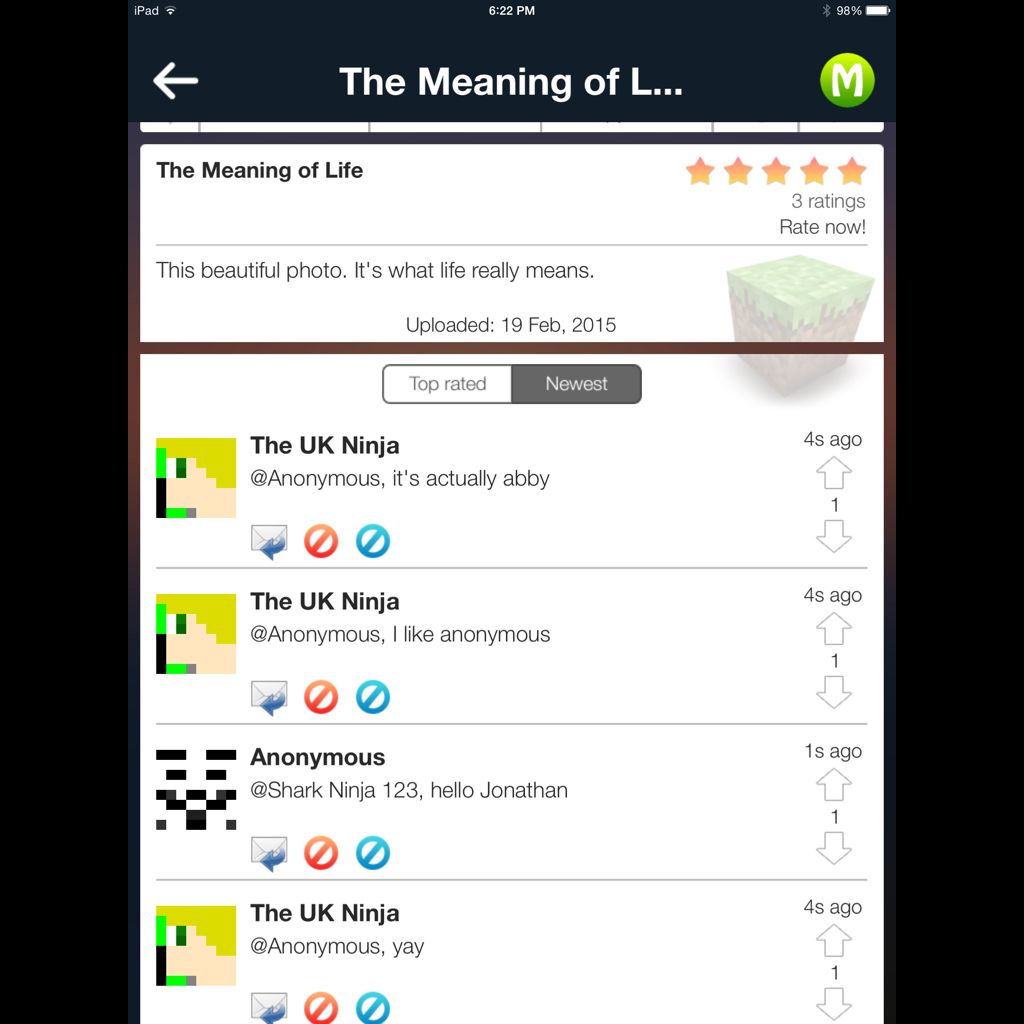 iPad
6:22 PM
98%
The Meaning of L...
M
The Meaning of Life
3 ratings
Rate now!
This beautiful photo. It's what life really means.
Uploaded: 19 Feb, 2015
Top rated
Newest
The UK Ninja
4s ago
@Anonymous, it's actually abby
1
The UK Ninja
4s ago
@Anonymous, I like anonymous
1
Anonymous
1s ago
@Shark Ninja 123, hello Jonathan
1
The UK Ninja
4s ago
@Anonymous, yay
1